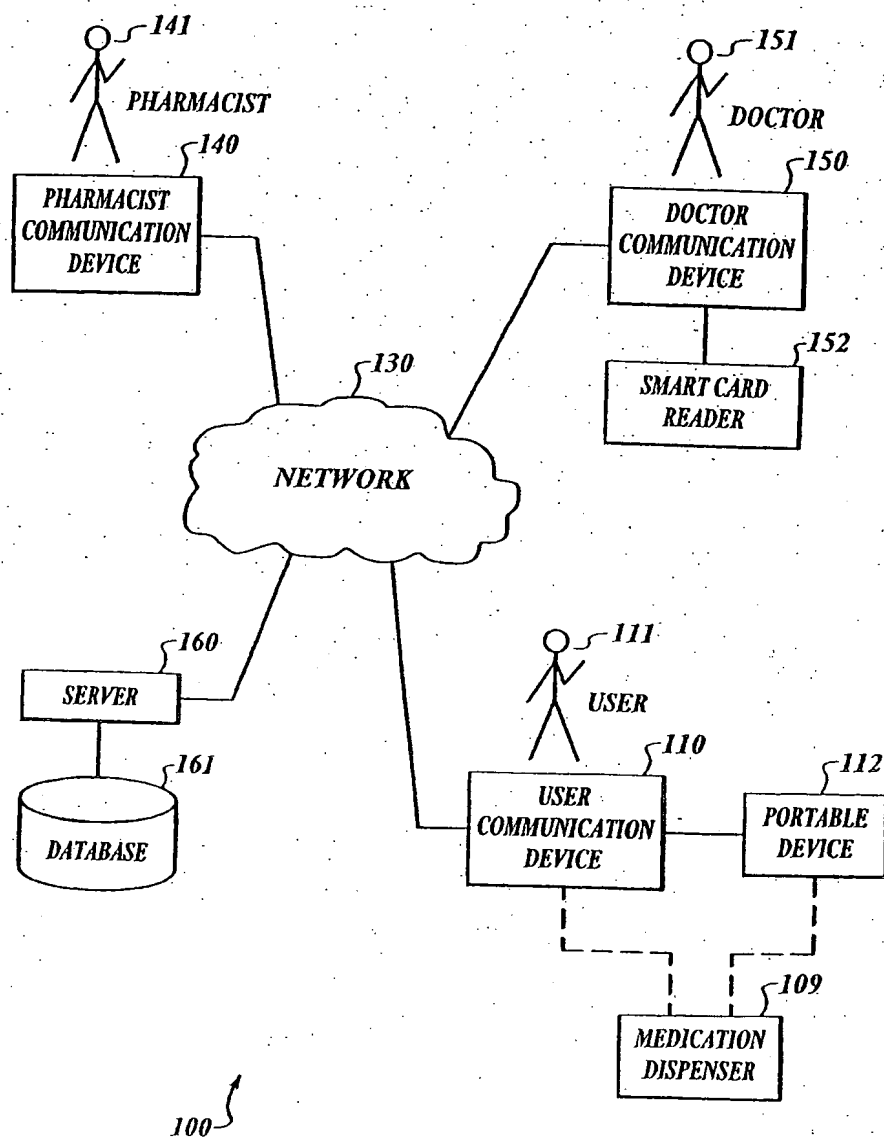 141
PHARMACIST
140
PHARMACIST
COMMUNICATION
DEVICE
151
DOCTOR
150
DOCTOR
COMMUNICATION
DEVICE
152
SMART CARD
READER
130
NETWORK
160
SERVER
161
DATABASE
111
USER
110
USER
COMMUNICATION
DEVICE
112
PORTABLE
DEVICE
109
MEDICATION
DISPENSER
100